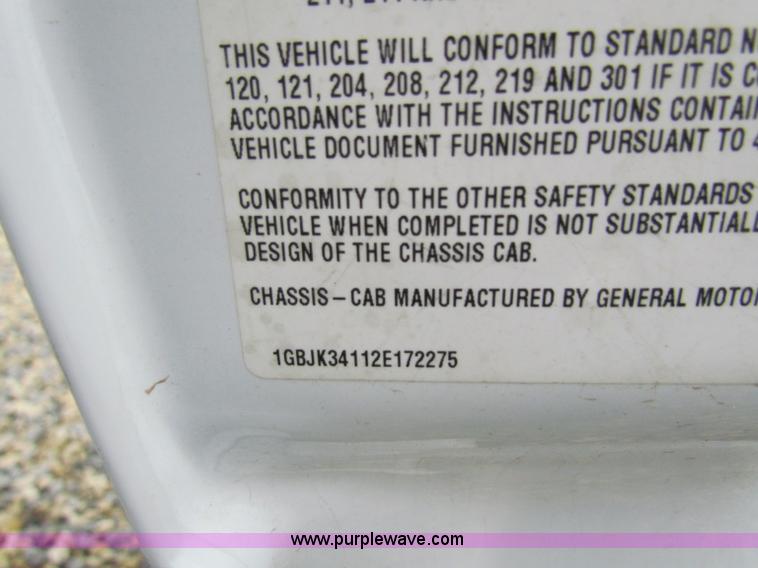 THIS VEHICLE WILL CONFORM TO STANDARD
120, 121, 204, 208, 212, 219 AND 301 IF IT IS
ACCORDANCE WITH THE INSTRUCTIONS
VEHICLE DOCUMENT FURNISHED PURSUANT TO
CONFORMITY TO THE OTHER SAFETY STANDARDS
VEHICLE WHEN COMPLETED IS NOT
DESIGN OF THE CHASSIS CAB.
CHASSIS-CAB MANUFACTURED BY GENERAL
1GBJK34112E172275
www.purplewave.com